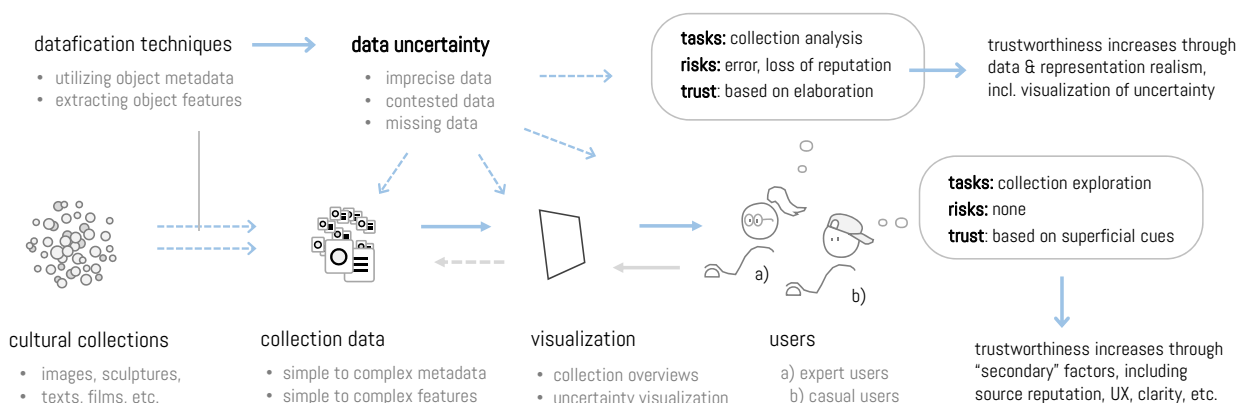 datafication techniques
• utilizing object metadata
• extracting object features
data uncertainty
• imprecise data
• contested data
• missing data
tasks: collection analysis
risks: error, loss of reputation
trust: based on elaboration
trustworthiness increases through
data & representation realism,
incl. visualization of uncertainty
tasks: collection exploration
risks: none
trust: based on superficial cues
a)
b)
cultural collections
• images, sculptures,
texts, films, etc.
collection data
• simple to complex metadata
• simple to complex features
visualization
• collection overviews
• uncertainty visualization
users
a) expert users
b) casual users
trustworthiness increases through
“secondary” factors, including
source reputation, UX, clarity, etc.